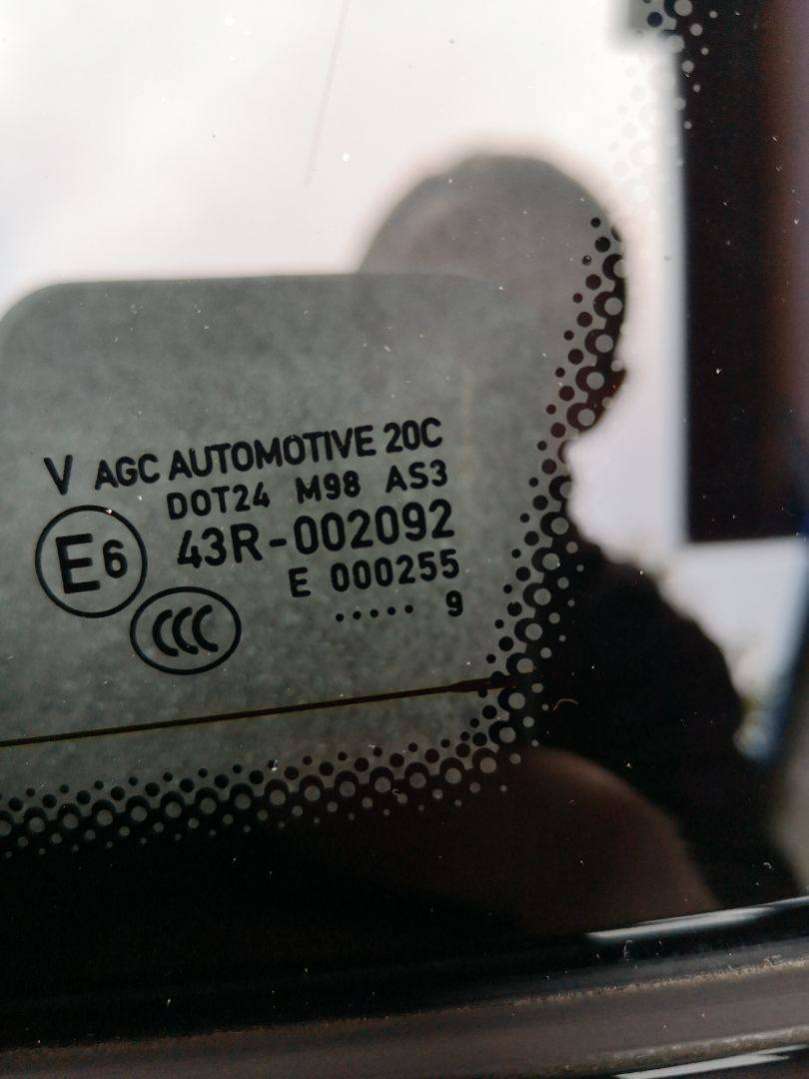 V AGC AUTOMOTIVE 20C
DOT24 M98 AS3
E6 43R-002092
E 000255
CCC ..... 9